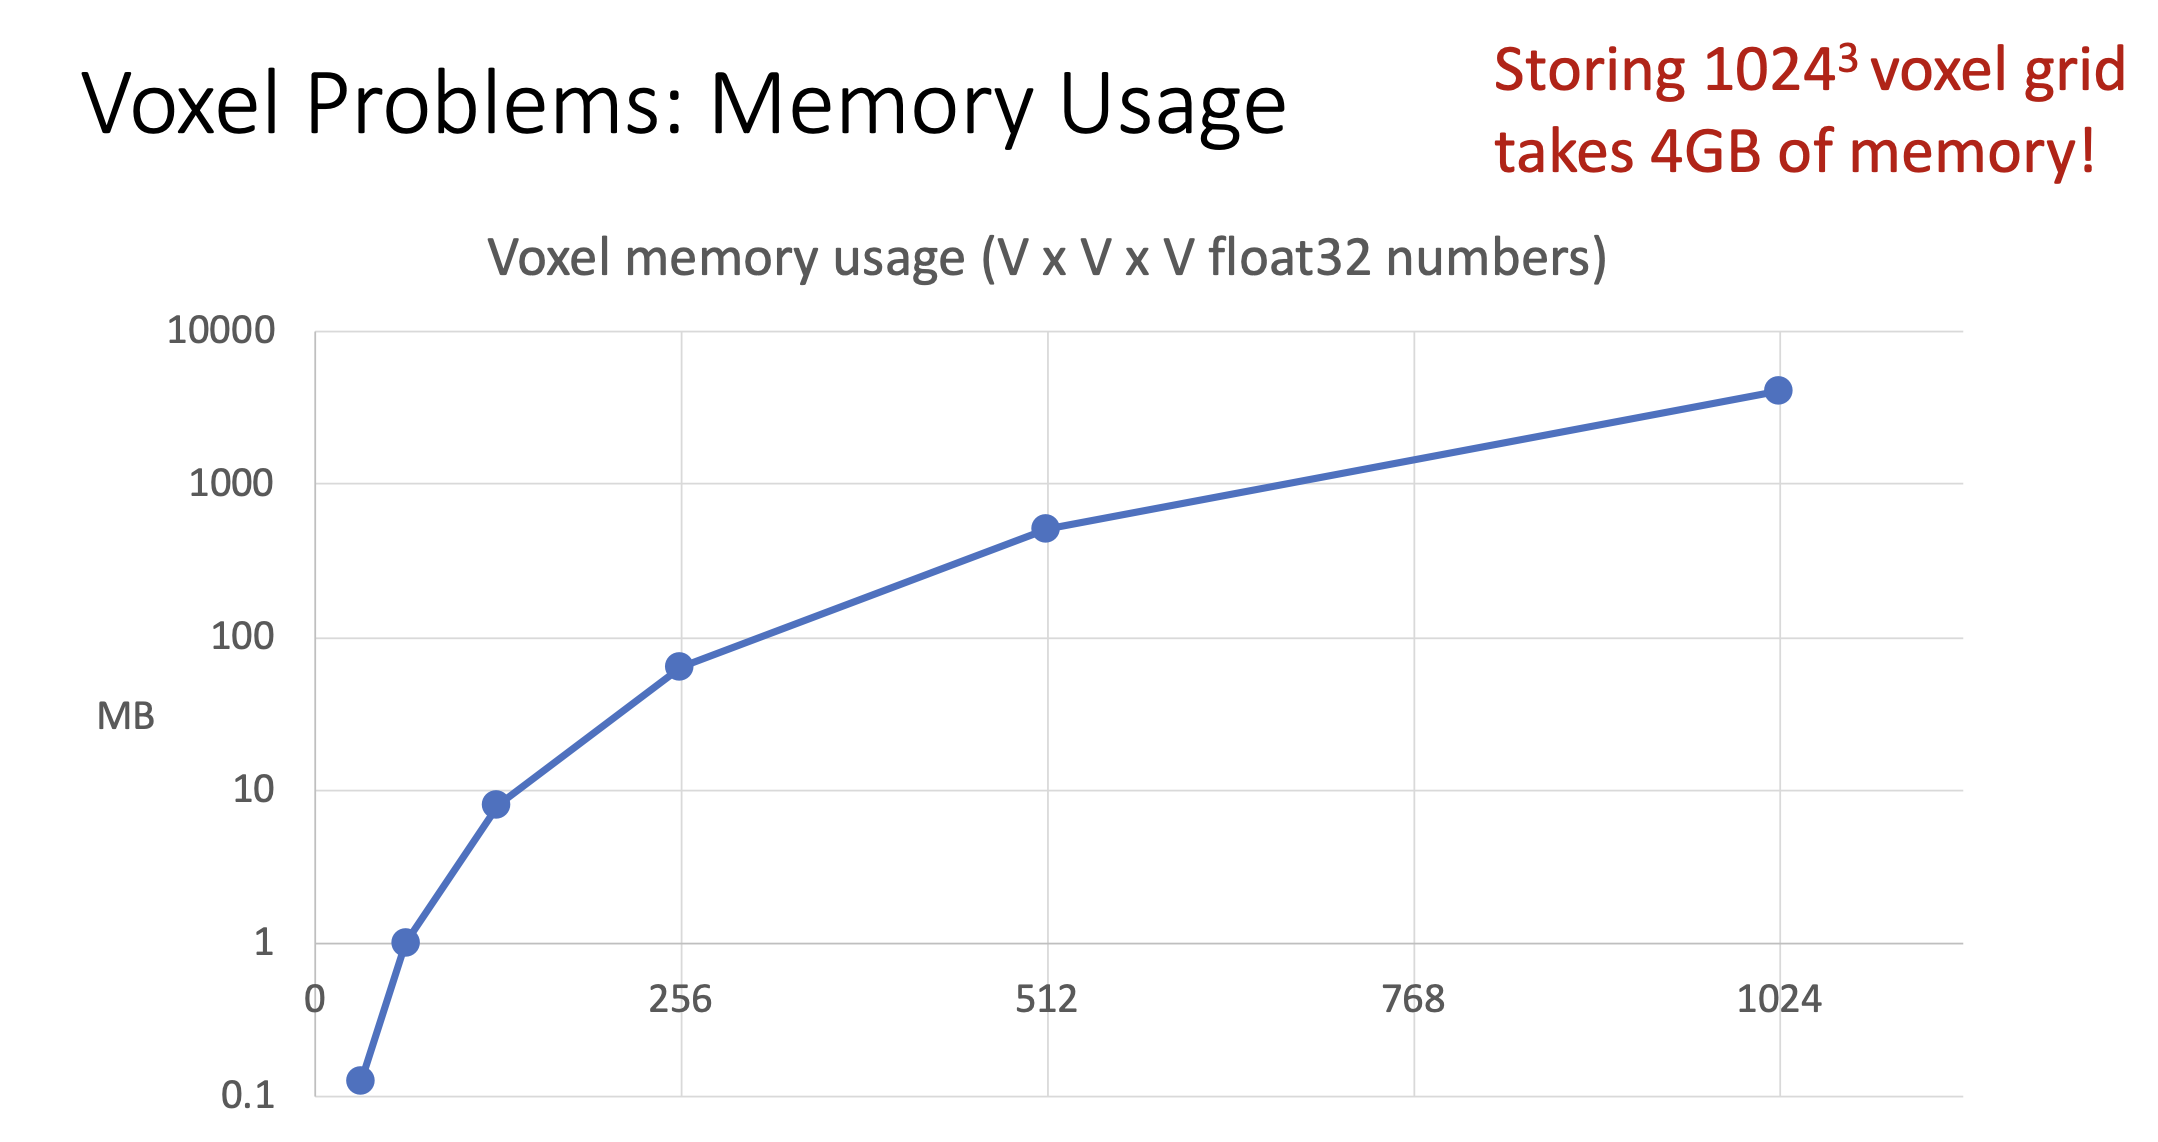 Voxel Problems: Memory Usage
Storing 1024³ voxel grid
takes 4GB of memory!
Voxel memory usage (V x V x V float32 numbers)
10000
1000
100
MB
10
1
0 256 512 768 1024
0.1